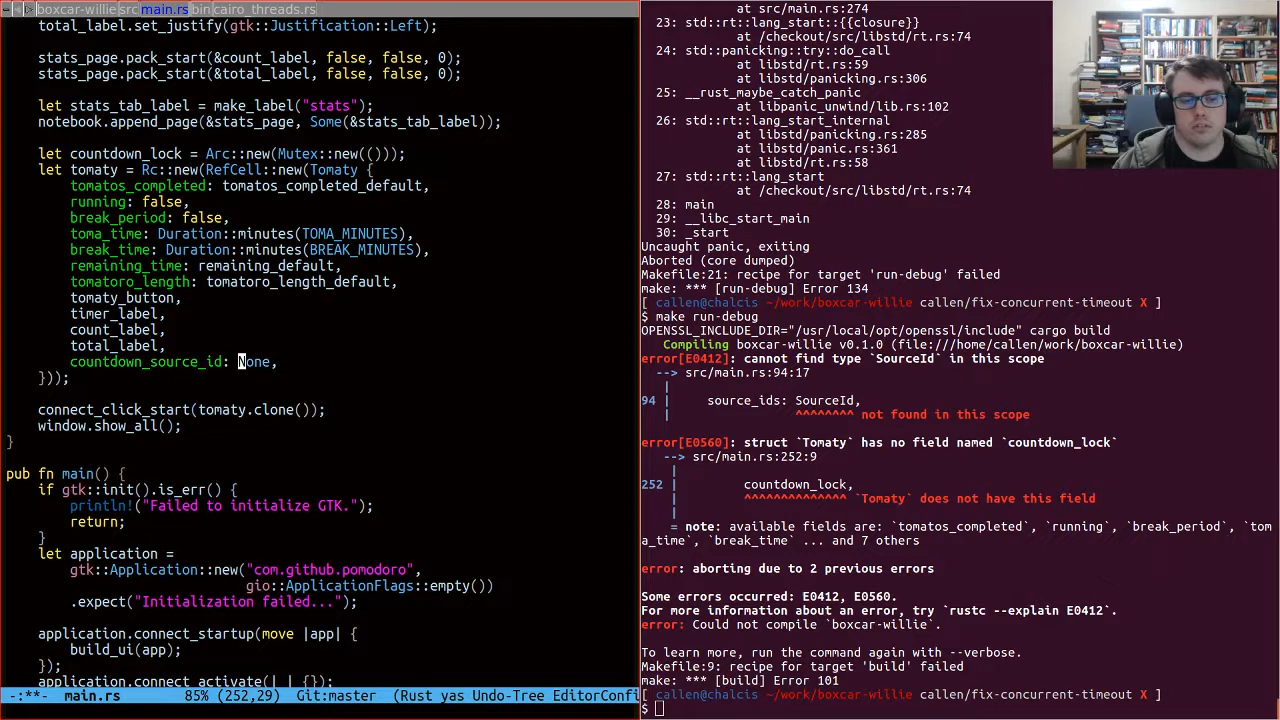 boxcar-willie src main.rs bin cairo_threads.rs
total_label.set_justify(gtk::Justification::Left);
stats_page.pack_start(&count_label, false, false, 0);
stats_page.pack_start(&total_label, false, false, 0);
let stats_tab_label = make_label("stats");
notebook.append_page(&stats_page, Some(&stats_tab_label));
let countdown_lock = Arc::new(Mutex::new(()));
let tomaty = Rc::new(RefCell::new(Tomaty {
tomatos_completed: tomatos_completed_default,
running: false,
break_period: false,
toma_time: Duration::minutes(TOMA_MINUTES),
break_time: Duration::minutes(BREAK_MINUTES),
remaining_time: remaining_default,
tomatoro_length: tomatoro_length_default,
tomaty_button,
timer_label,
count_label,
total_label,
countdown_source_id: None,
}));
connect_click_start(tomaty.clone());
window.show_all();
}
pub fn main() {
if gtk::init().is_err() {
println!("Failed to initialize GTK.");
return;
}
let application =
gtk::Application::new("com.github.pomodoro",
gio::ApplicationFlags::empty())
.expect("Initialization failed...");
application.connect_startup(move |app| {
build_ui(app);
});
application.connect_activate(|_| {});
-:**- main.rs 85% (252,29) Git:master (Rust yas Undo-Tree EditorConfi
at src/main.rs:274
23: std::rt::lang_start::{{closure}}
at /checkout/src/libstd/rt.rs:74
24: std::panicking::try::do_call
at libstd/rt.rs:59
at libstd/panicking.rs:306
25: __rust_maybe_catch_panic
at libpanic_unwind/lib.rs:102
26: std::rt::lang_start_internal
at libstd/panicking.rs:285
at libstd/panic.rs:361
at libstd/rt.rs:58
27: std::rt::lang_start
at /checkout/src/libstd/rt.rs:74
28: main
29: __libc_start_main
30: _start
Uncaught panic, exiting
Aborted (core dumped)
Makefile:21: recipe for target 'run-debug' failed
make: *** [run-debug] Error 134
[ callen@chalcis ~/work/boxcar-willie callen/fix-concurrent-timeout X ]
$ make run-debug
OPENSSL_INCLUDE_DIR="/usr/local/opt/openssl/include" cargo build
Compiling boxcar-willie v0.1.0 (file:///home/callen/work/boxcar-willie)
error[E0412]: cannot find type `SourceId` in this scope
--> src/main.rs:94:17
|
94 | source_ids: SourceId,
| ^^^^^^^^ not found in this scope
error[E0560]: struct `Tomaty` has no field named `countdown_lock`
--> src/main.rs:252:9
|
252 | countdown_lock,
| ^^^^^^^^^^^^^^ `Tomaty` does not have this field
|
= note: available fields are: `tomatos_completed`, `running`, `break_period`, `tom
a_time`, `break_time` ... and 7 others
error: aborting due to 2 previous errors
Some errors occurred: E0412, E0560.
For more information about an error, try `rustc --explain E0412`.
error: Could not compile `boxcar-willie`.
To learn more, run the command again with --verbose.
Makefile:9: recipe for target 'build' failed
make: *** [build] Error 101
[ callen@chalcis ~/work/boxcar-willie callen/fix-concurrent-timeout X ]
$